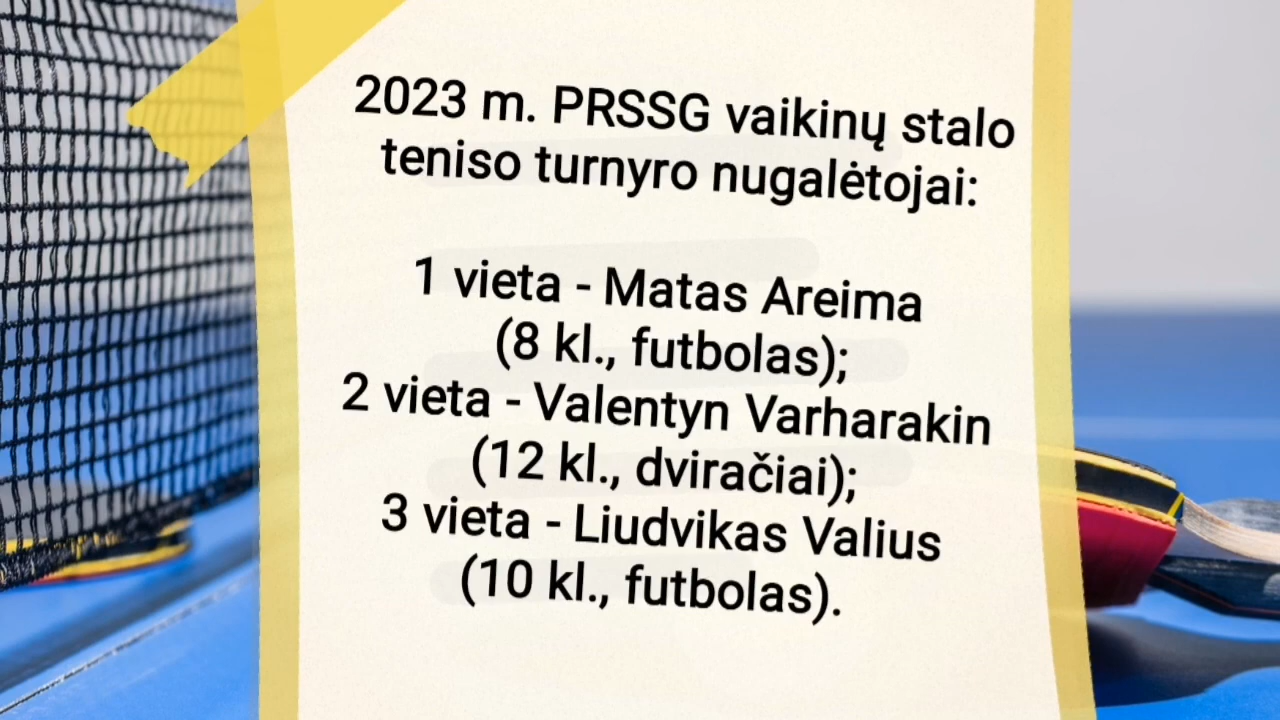 2023 m. PRSSG vaikinų stalo
teniso turnyro nugalėtojai:
1 vieta - Matas Areima
(8 kl., futbolas);
2 vieta - Valentyn Varharakin
(12 kl., dviračiai);
3 vieta - Liudvikas Valius
(10 kl., futbolas).